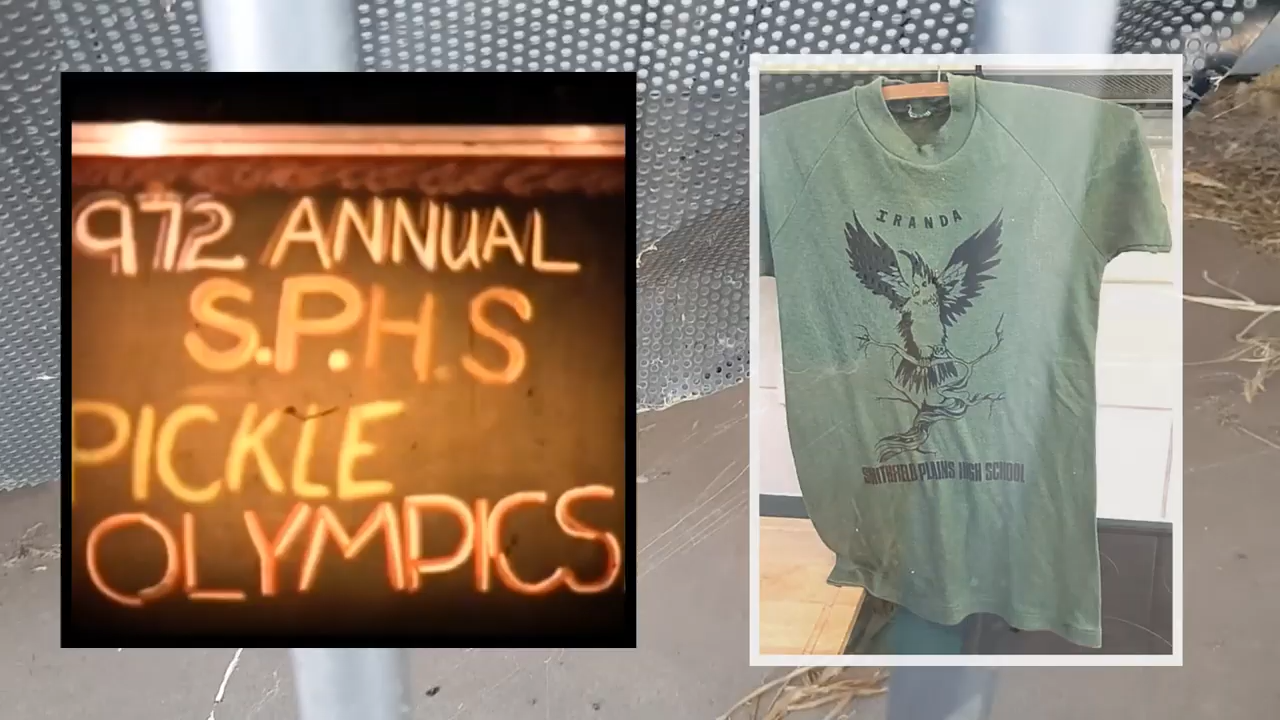 972 ANNUAL
S.P.H.S
PICKLE
OLYMPICS
IRANDA
SMITHFIELD PLAINS HIGH SCHOOL